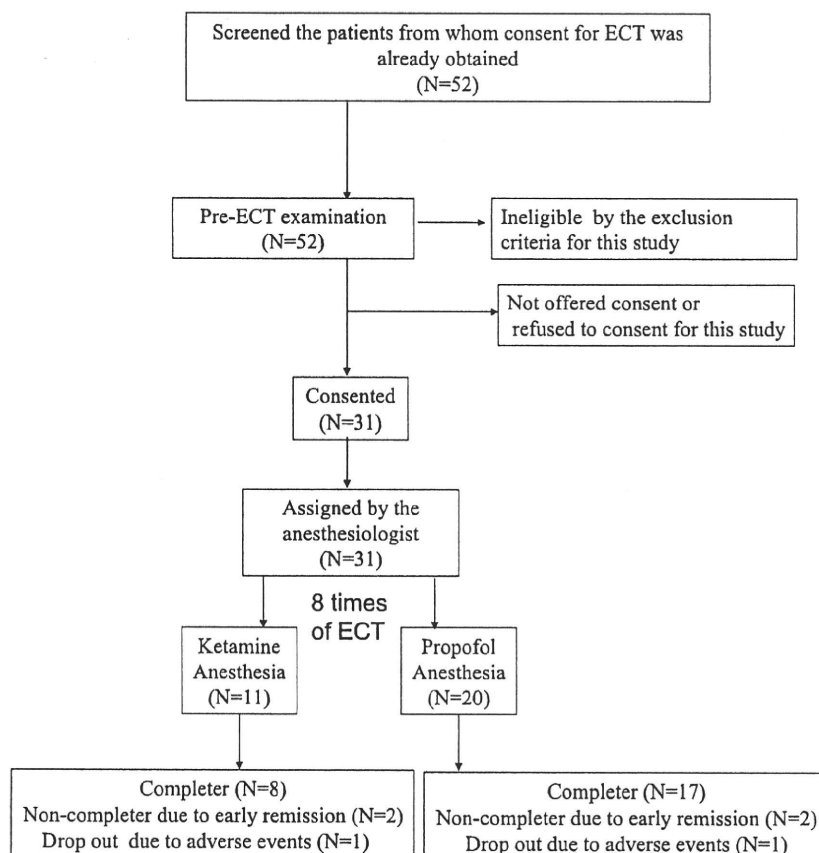 Screened the patients from whom consent for ECT was
already obtained
(N=52)
Pre-ECT examination
(N=52)
Ineligible by the exclusion
criteria for this study
Not offered consent or
refused to consent for this study
Consented
(N=31)
Assigned by the
anesthesiologist
(N=31)
8 times
of ECT
Ketamine
Anesthesia
(N=11)
Propofol
Anesthesia
(N=20)
Completer (N=8)
Non-completer due to early remission (N=2)
Drop out due to adverse events (N=1)
Completer (N=17)
Non-completer due to early remission (N=2)
Drop out due to adverse events (N=1)